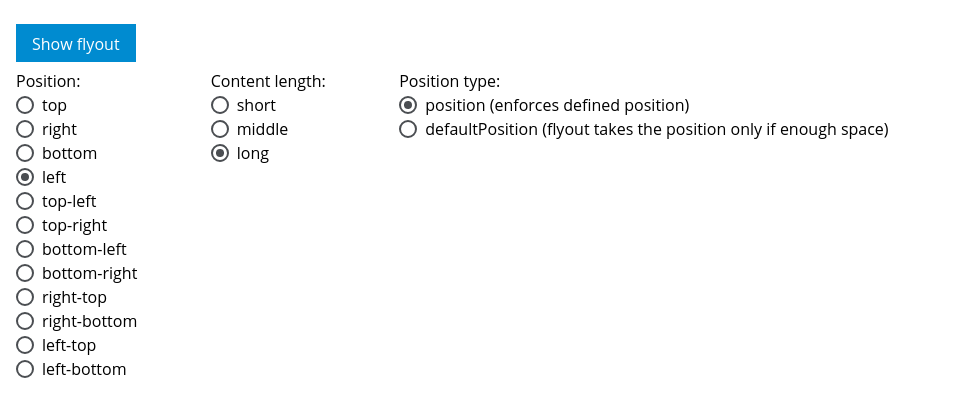 Show flyout
Position:
top
right
bottom
left
top-left
top-right
bottom-left
bottom-right
right-top
right-bottom
left-top
left-bottom
Content length:
short
middle
long
Position type:
position (enforces defined position)
defaultPosition (flyout takes the position only if enough space)